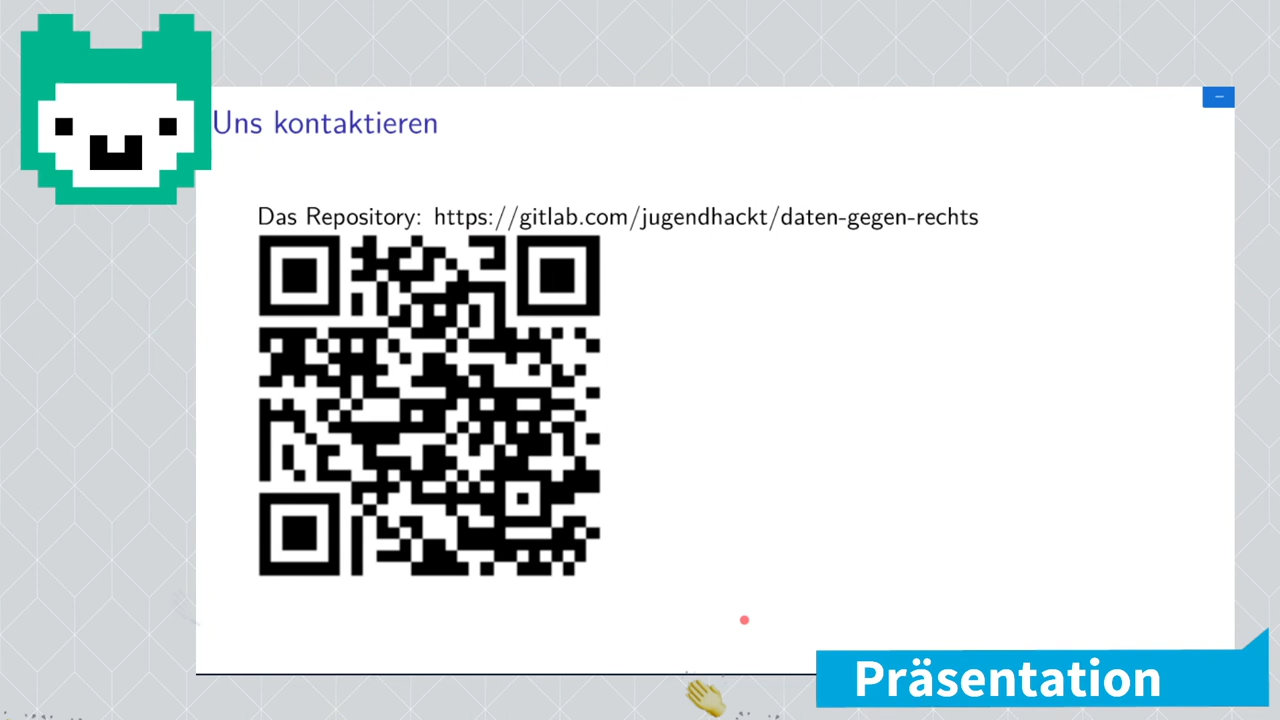 Uns kontaktieren
Das Repository: https://gitlab.com/jugendhackt/daten-gegen-rechts
Präsentation